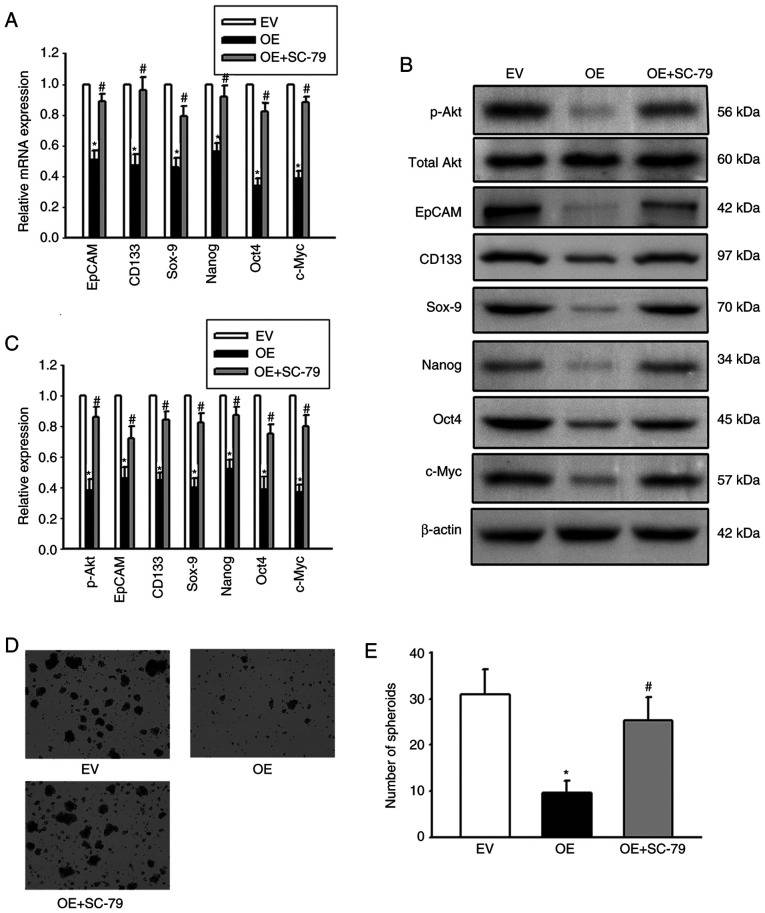 A
EV
OE
OE+SC-79
Relative mRNA expression
1.2
1.0
0.8
0.6
0.4
0.2
0.0
* # * # * # * # * # * #
EpCAM
CD133
Sox-9
Nanog
Oct4
c-Myc
B
EV OE OE+SC-79
p-Akt 56 kDa
Total Akt 60 kDa
EpCAM 42 kDa
CD133 97 kDa
Sox-9 70 kDa
Nanog 34 kDa
Oct4 45 kDa
c-Myc 57 kDa
β-actin 42 kDa
C
EV
OE
OE+SC-79
Relative expression
1.2
1.0
0.8
0.6
0.4
0.2
0.0
* # * # * # * # * # * # * #
p-Akt
EpCAM
CD133
Sox-9
Nanog
Oct4
c-Myc
D
EV
OE
OE+SC-79
E
Number of spheroids
40
30
20
10
0
* #
EV
OE
OE+SC-79